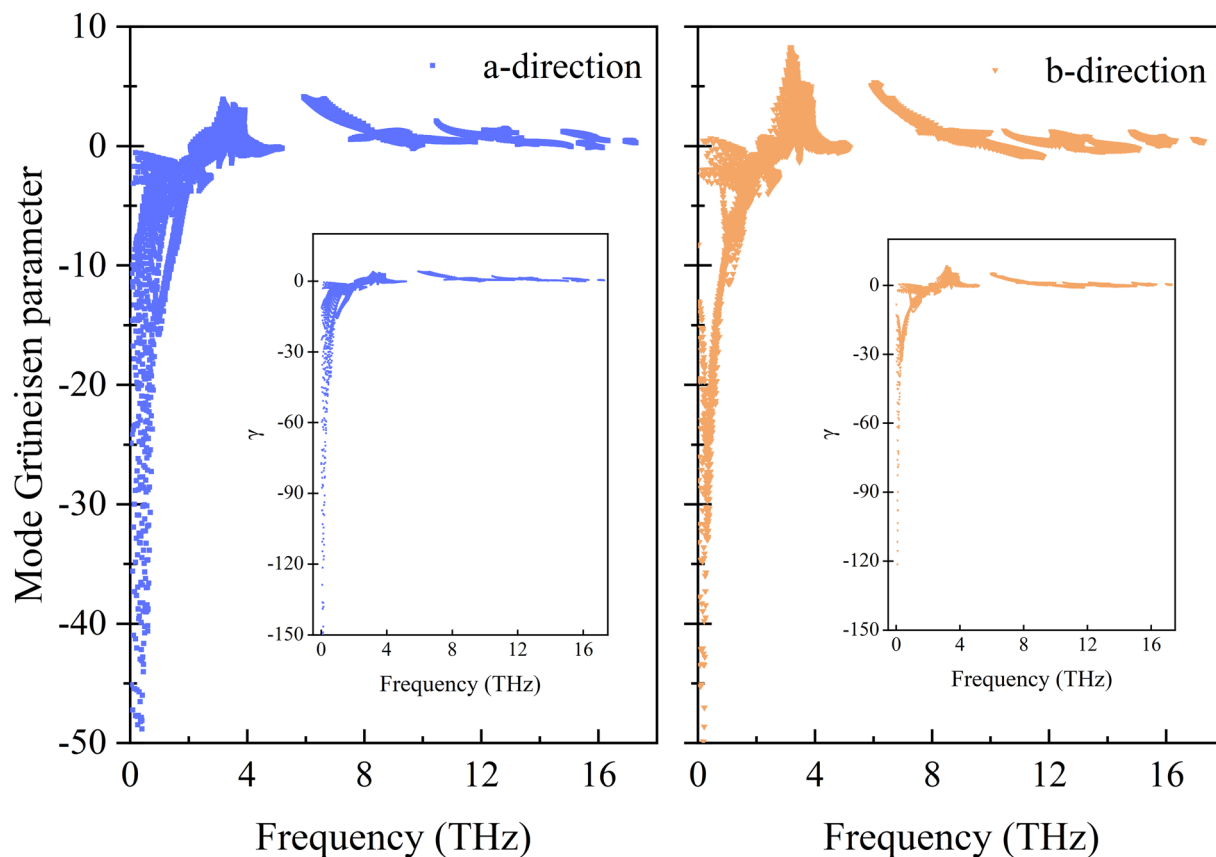 Mode Grüneisen parameter
10
0
-10
-20
-30
-40
-50
a-direction
0
-30
-60
-90
-120
-150
γ
0 4 8 12 16
Frequency (THz)
0 4 8 12 16
Frequency (THz)
b-direction
0
-30
-60
-90
-120
-150
γ
0 4 8 12 16
Frequency (THz)
0 4 8 12 16
Frequency (THz)